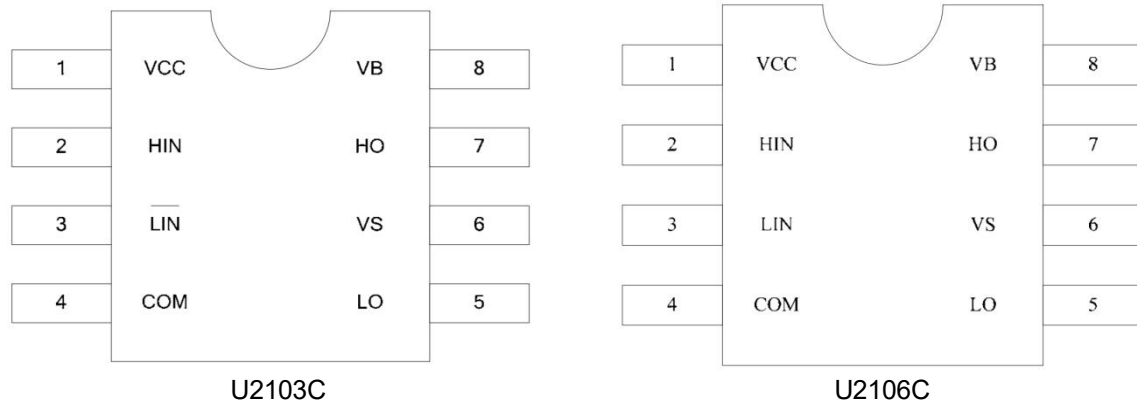 1 VCC VB 8
2 HIN HO 7
3 L̅I̅N̅ VS 6
4 COM LO 5
U2103C
1 VCC VB 8
2 HIN HO 7
3 LIN VS 6
4 COM LO 5
U2106C